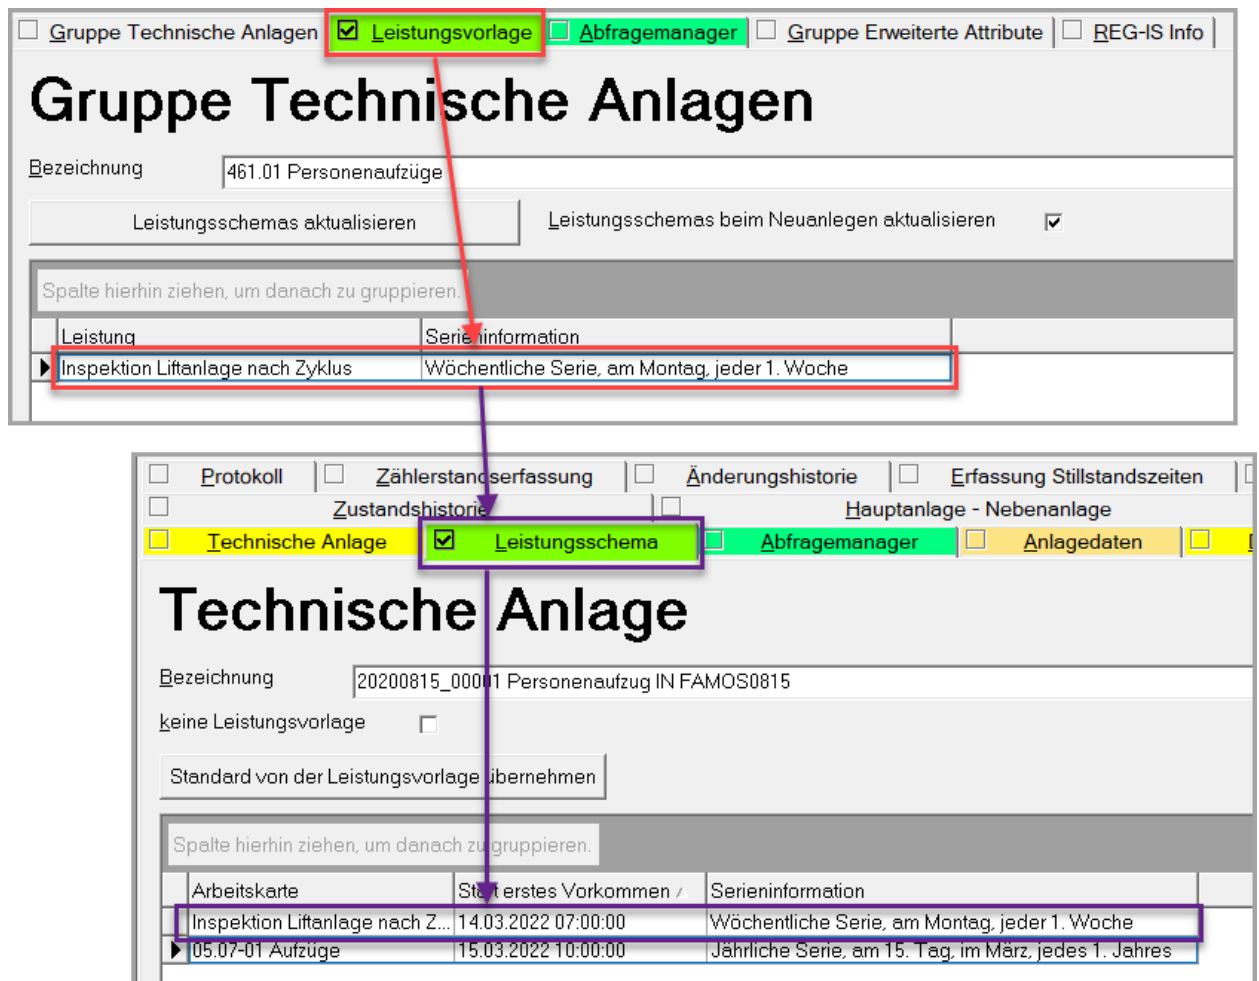 Gruppe Technische Anlagen Leistungsvorlage Abfragemanager Gruppe Erweiterte Attribute REG-IS Info
Gruppe Technische Anlagen
Bezeichnung 461.01 Personenaufzüge
Leistungsschemas aktualisieren Leistungsschemas beim Neuanlegen aktualisieren
Spalte hierhin ziehen, um danach zu gruppieren.
Leistung Serieninformation
Inspektion Liftanlage nach Zyklus Wöchentliche Serie, am Montag, jeder 1. Woche
Protokoll Zählerstandserfassung Änderungshistorie Erfassung Stillstandszeiten
Zustandshistorie Hauptanlage - Nebenanlage
Technische Anlage Leistungsschema Abfragemanager Anlagedaten
Technische Anlage
Bezeichnung 20200815_00001 Personenaufzug IN FAMOS0815
keine Leistungsvorlage
Standard von der Leistungsvorlage übernehmen
Spalte hierhin ziehen, um danach zu gruppieren.
Arbeitskarte Start erstes Vorkommen Serieninformation
Inspektion Liftanlage nach Z... 14.03.2022 07:00:00 Wöchentliche Serie, am Montag, jeder 1. Woche
05.07-01 Aufzüge 15.03.2022 10:00:00 Jährliche Serie, am 15. Tag, im März, jedes 1. Jahres